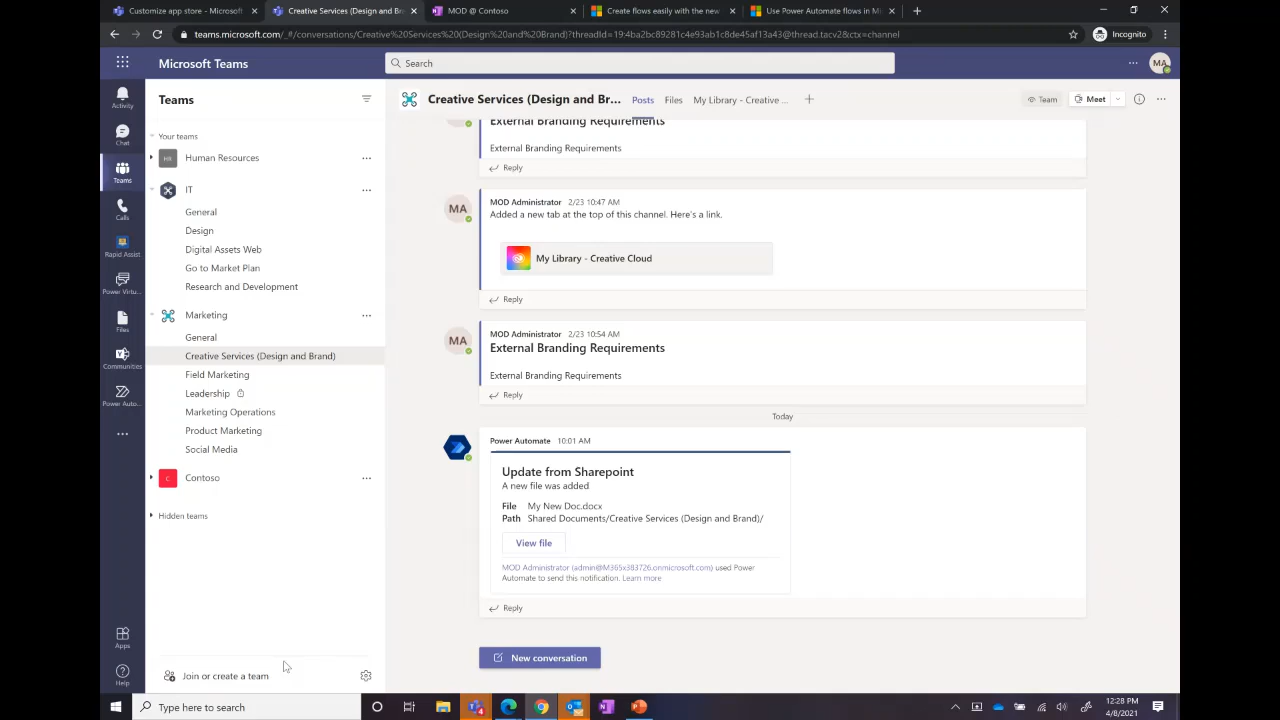 Customize app store - Microsoft
Creative Services (Design and Br
MOD @ Contoso
Create flows easily with the new
Use Power Automate flows in Mi
teams.microsoft.com/_#/conversations/Creative%20Services%20(Design%20and%20Brand)?threadId=19:4ba2bc89281c4e93ab1c8de45af13a43@thread.tacv2&ctx=channel
Incognito
Microsoft Teams
Search
MA
Activity
Chat
Teams
Calls
Rapid Assist
Power Virtu...
Files
Communities
Power Auto...
Apps
Help
Teams
Your teams
HR Human Resources
IT
General
Design
Digital Assets Web
Go to Market Plan
Research and Development
Marketing
General
Creative Services (Design and Brand)
Field Marketing
Leadership
Marketing Operations
Product Marketing
Social Media
C Contoso
Hidden teams
Join or create a team
Creative Services (Design and Br... Posts Files My Library - Creative ...
Team Meet
External Branding Requirements
External Branding Requirements
Reply
MA
MOD Administrator 2/23 10:47 AM
Added a new tab at the top of this channel. Here's a link.
My Library - Creative Cloud
Reply
MA
MOD Administrator 2/23 10:54 AM
External Branding Requirements
External Branding Requirements
Reply
Today
Power Automate 10:01 AM
Update from Sharepoint
A new file was added
File My New Doc.docx
Path Shared Documents/Creative Services (Design and Brand)/
View file
MOD Administrator (admin@M365x383726.onmicrosoft.com) used Power
Automate to send this notification. Learn more
Reply
New conversation
Type here to search
4
12:28 PM
4/8/2021